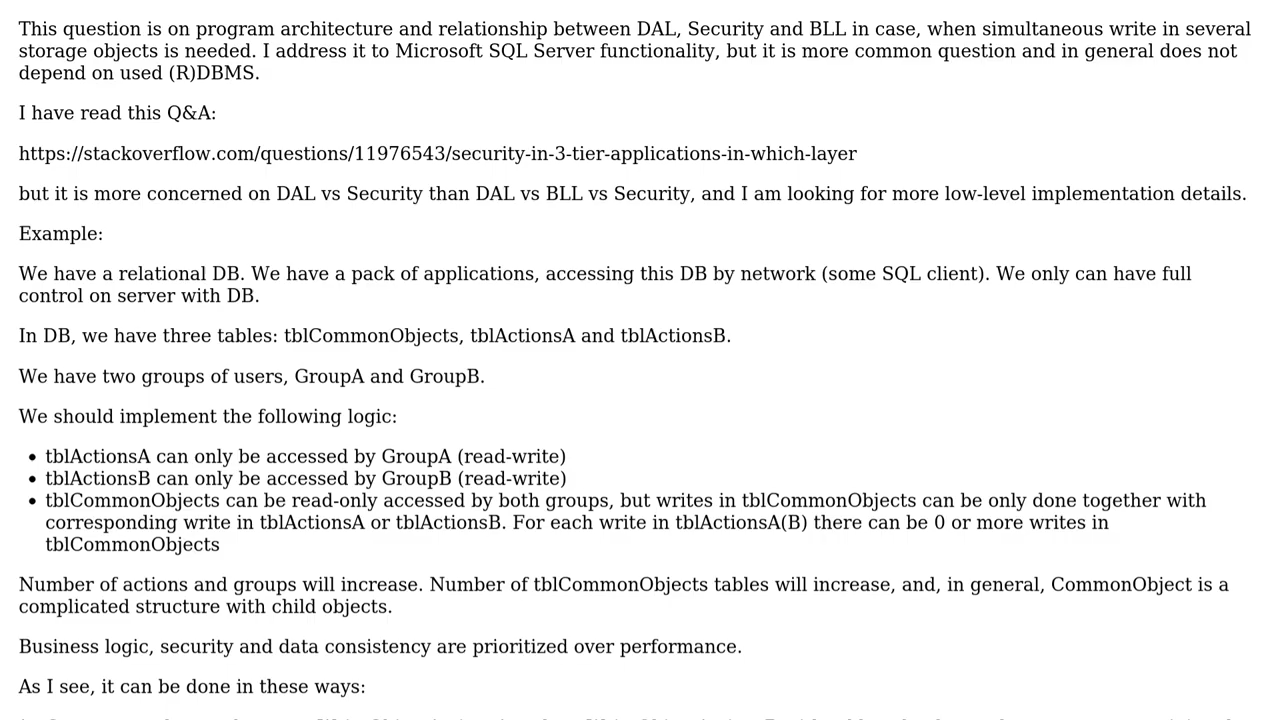 This question is on program architecture and relationship between DAL, Security and BLL in case, when simultaneous write in several
storage objects is needed. I address it to Microsoft SQL Server functionality, but it is more common question and in general does not
depend on used (R)DBMS.
I have read this Q&A:
https://stackoverflow.com/questions/11976543/security-in-3-tier-applications-in-which-layer
but it is more concerned on DAL vs Security than DAL vs BLL vs Security, and I am looking for more low-level implementation details.
Example:
We have a relational DB. We have a pack of applications, accessing this DB by network (some SQL client). We only can have full
control on server with DB.
In DB, we have three tables: tblCommonObjects, tblActionsA and tblActionsB.
We have two groups of users, GroupA and GroupB.
We should implement the following logic:
• tblActionsA can only be accessed by GroupA (read-write)
• tblActionsB can only be accessed by GroupB (read-write)
• tblCommonObjects can be read-only accessed by both groups, but writes in tblCommonObjects can be only done together with
corresponding write in tblActionsA or tblActionsB. For each write in tblActionsA(B) there can be 0 or more writes in
tblCommonObjects
Number of actions and groups will increase. Number of tblCommonObjects tables will increase, and, in general, CommonObject is a
complicated structure with child objects.
Business logic, security and data consistency are prioritized over performance.
As I see, it can be done in these ways: